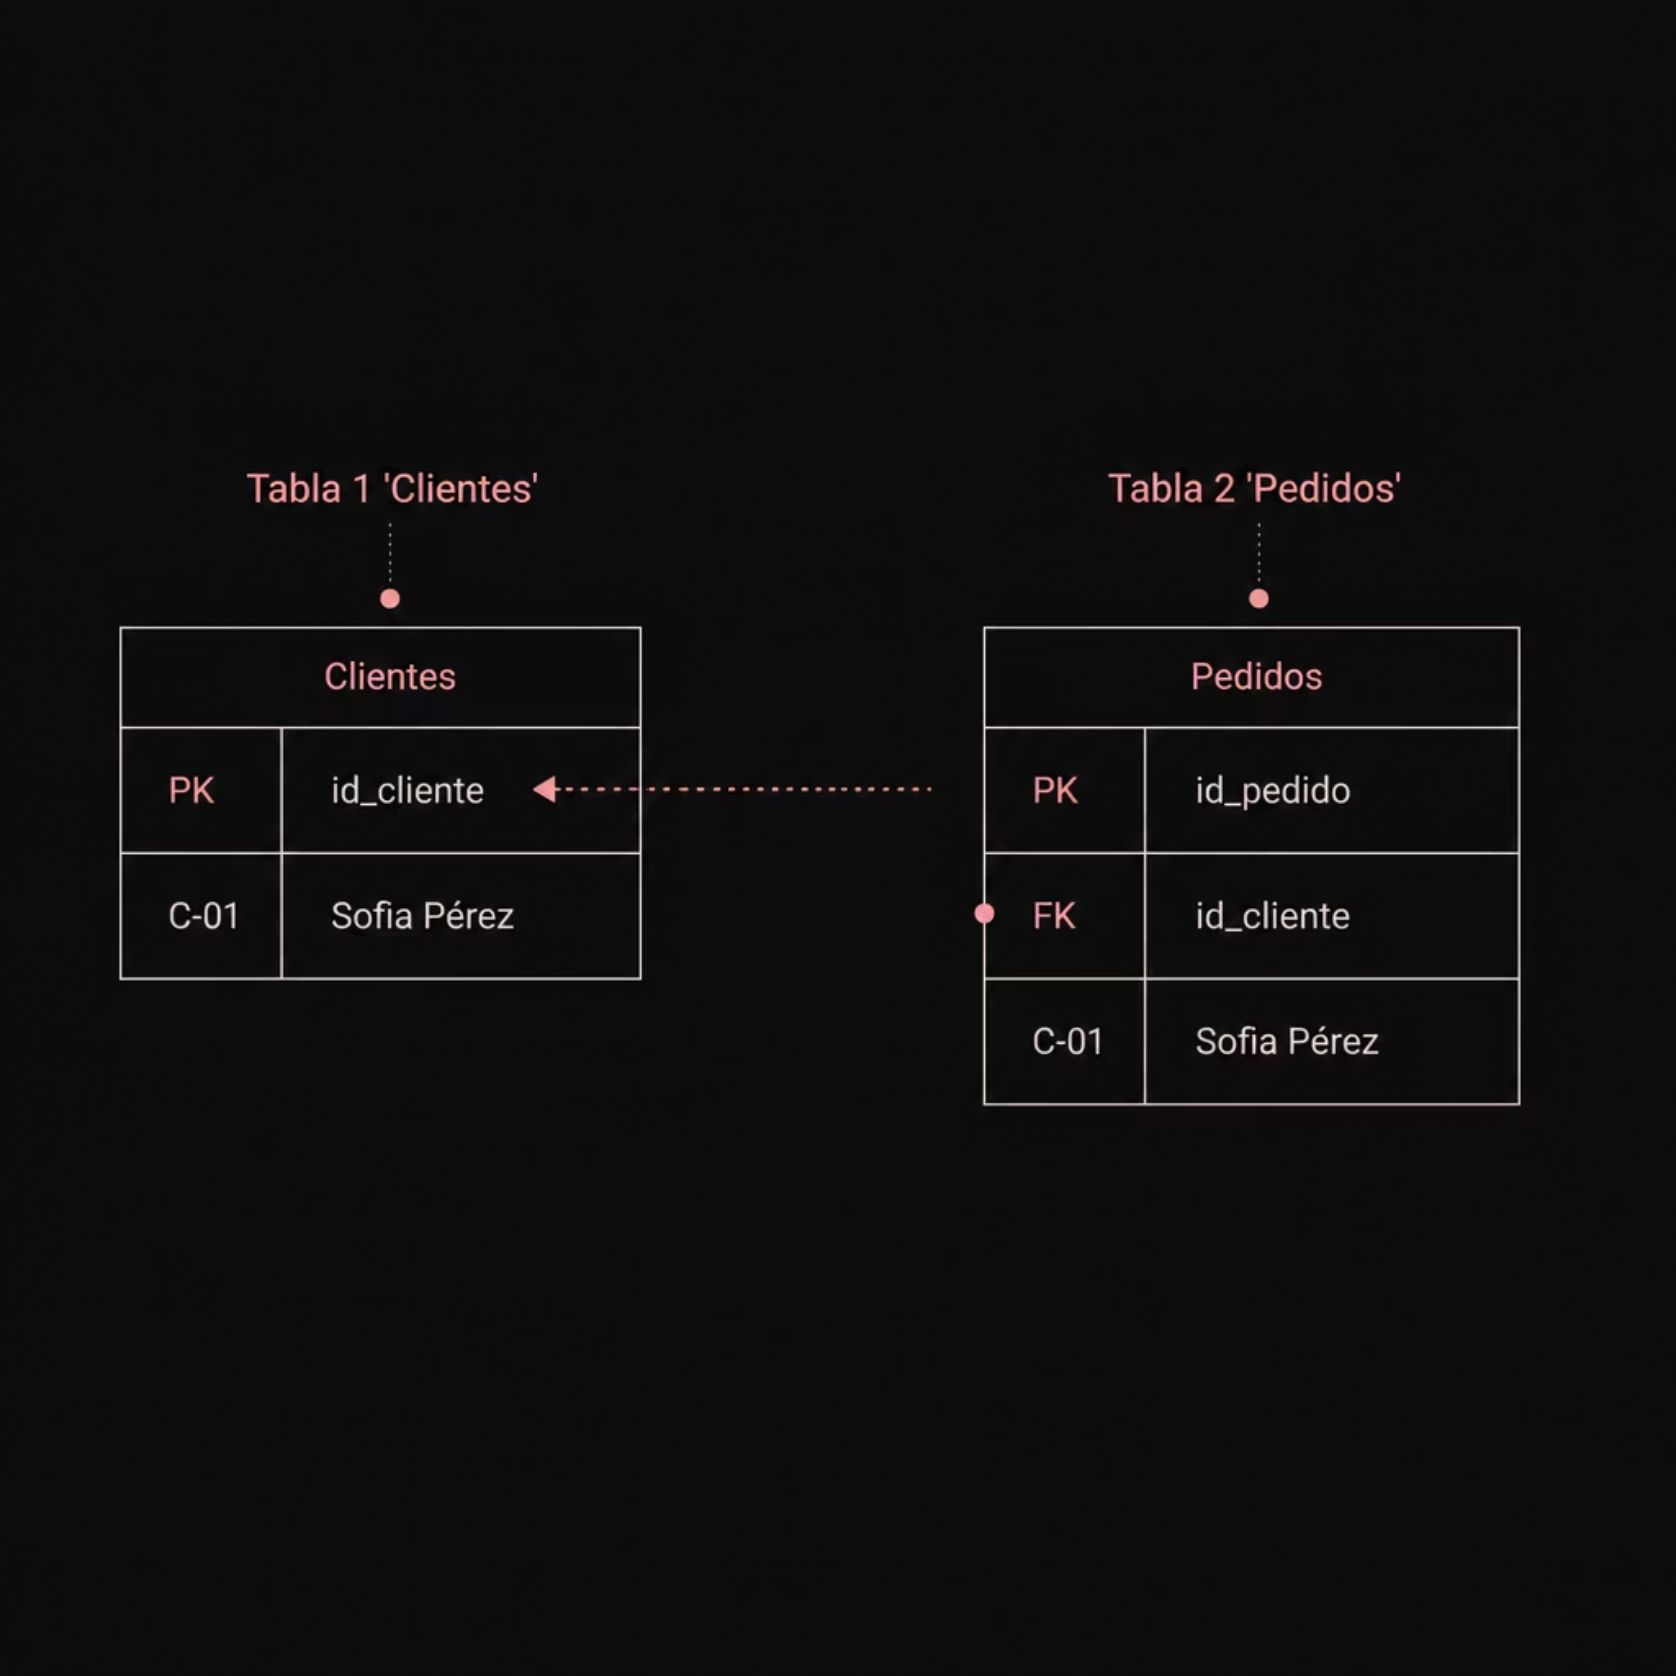 Tabla 1 'Clientes'
Clientes
PK id_cliente
C-01 Sofia Pérez
Tabla 2 'Pedidos'
Pedidos
PK id_pedido
FK id_cliente
C-01 Sofia Pérez